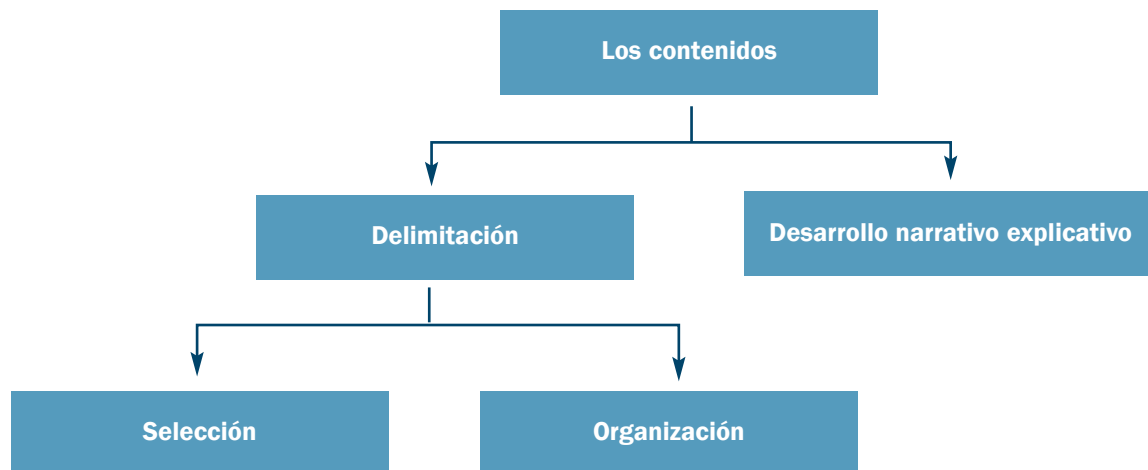 Los contenidos
Delimitación
Desarrollo narrativo explicativo
Selección
Organización